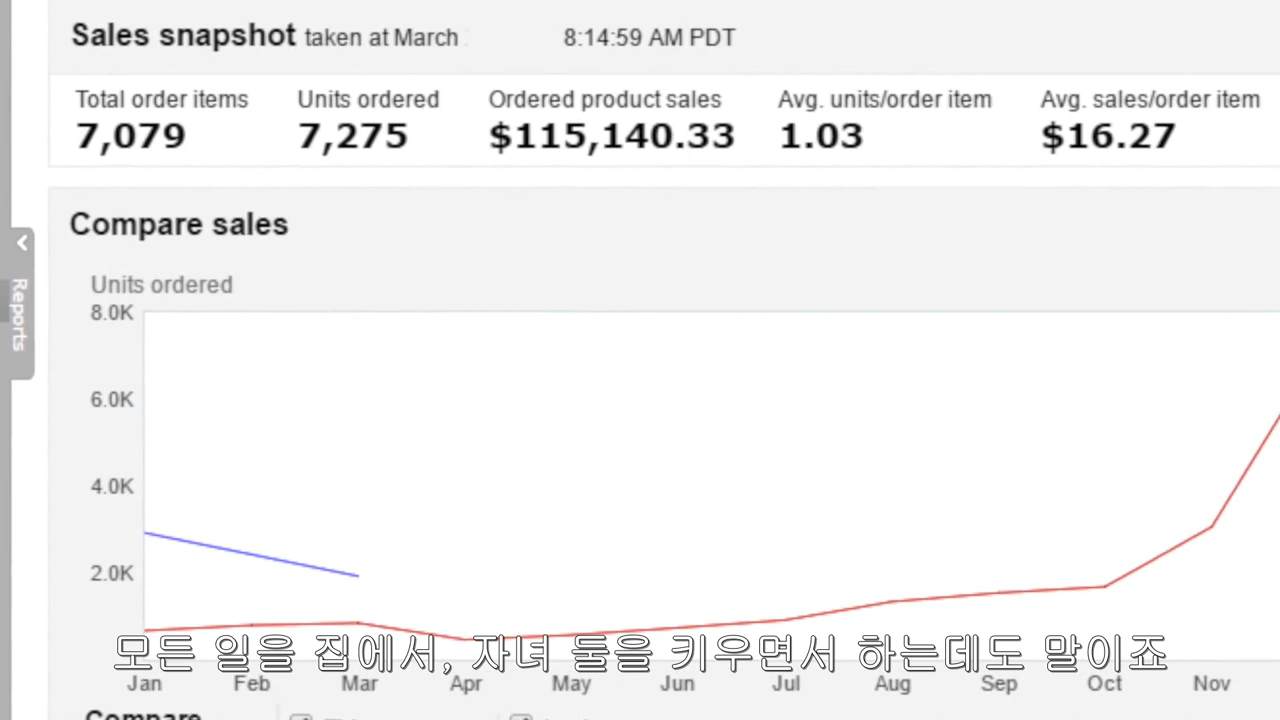 Sales snapshot taken at March 8:14:59 AM PDT
Total order items Units ordered Ordered product sales Avg. units/order item Avg. sales/order item
7,079 7,275 $115,140.33 1.03 $16.27
Compare sales
Reports
Units ordered
8.0K
6.0K
4.0K
2.0K
모든 일을 집에서, 자녀 둘을 키우면서 하는데도 말이죠
Jan Feb Mar Apr May Jun Jul Aug Sep Oct Nov
Compare